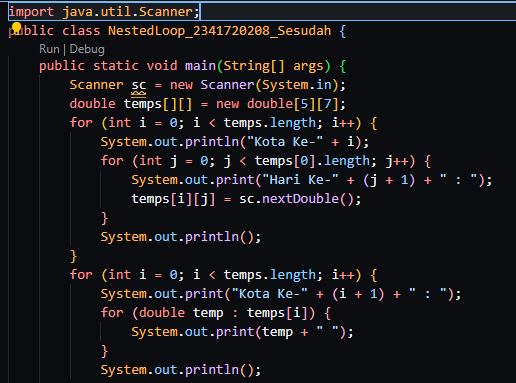 import java.util.Scanner;
public class NestedLoop_2341720208_Sesudah {
Run | Debug
public static void main(String[] args) {
Scanner sc = new Scanner(System.in);
double temps[][] = new double[5][7];
for (int i = 0; i < temps.length; i++) {
System.out.println("Kota Ke-" + i);
for (int j = 0; j < temps[0].length; j++) {
System.out.print("Hari Ke-" + (j + 1) + " : ");
temps[i][j] = sc.nextDouble();
}
System.out.println();
}
for (int i = 0; i < temps.length; i++) {
System.out.print("Kota Ke-" + (i + 1) + " : ");
for (double temp : temps[i]) {
System.out.print(temp + " ");
}
System.out.println();